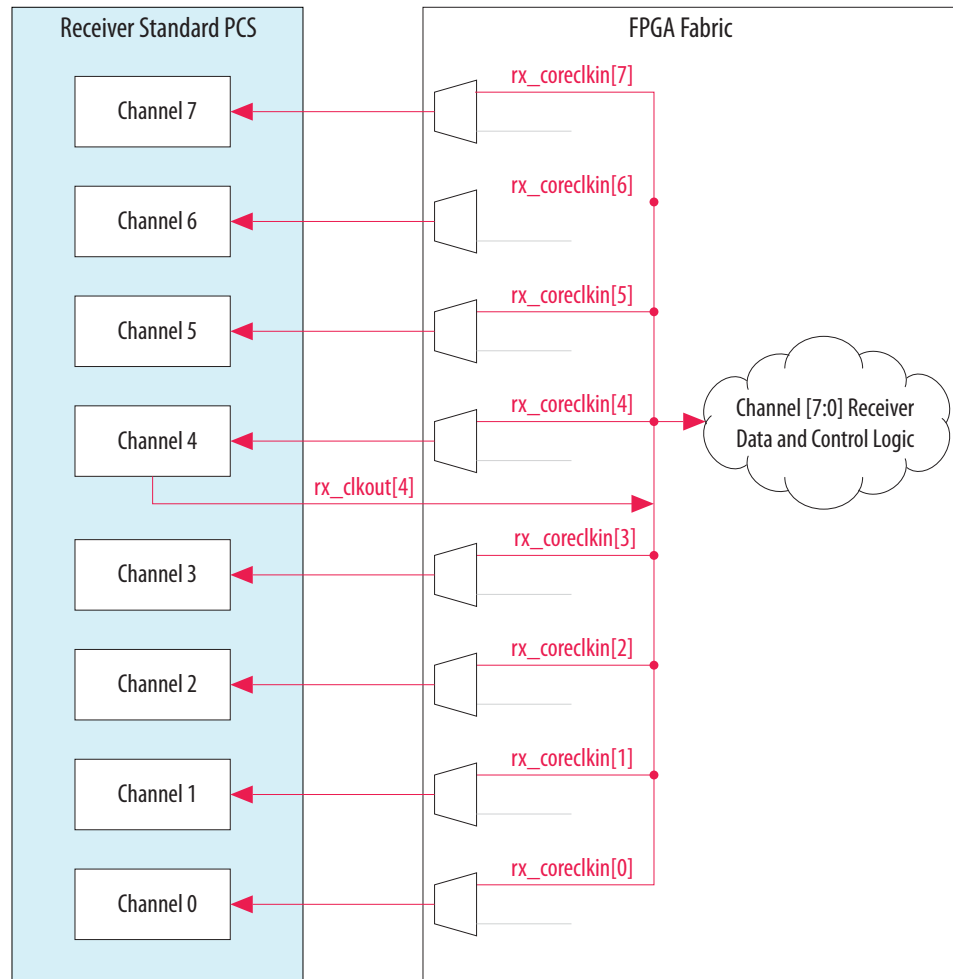 Receiver Standard PCS
FPGA Fabric
Channel 7
rx_coreclkin[7]
Channel 6
rx_coreclkin[6]
Channel 5
rx_coreclkin[5]
Channel 4
rx_coreclkin[4]
Channel [7:0] Receiver
Data and Control Logic
rx_clkout[4]
Channel 3
rx_coreclkin[3]
Channel 2
rx_coreclkin[2]
Channel 1
rx_coreclkin[1]
Channel 0
rx_coreclkin[0]